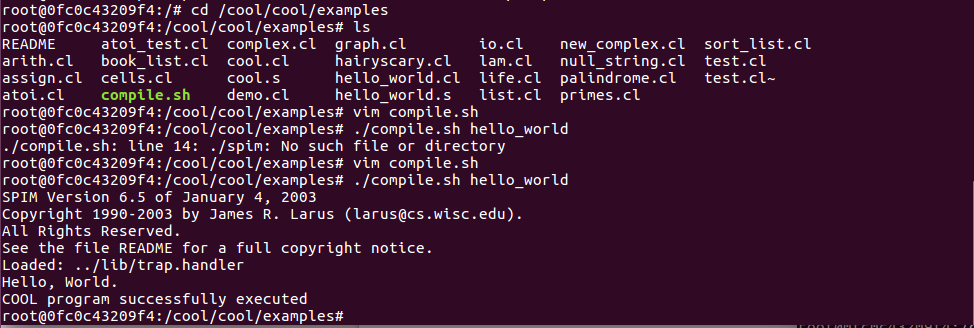 root@0fc0c43209f4:/# cd /cool/cool/examples
root@0fc0c43209f4:/cool/cool/examples# ls
README     atoi_test.cl  complex.cl  graph.cl       io.cl    new_complex.cl  sort_list.cl
arith.cl   book_list.cl  cool.cl     hairyscary.cl  lam.cl   null_string.cl  test.cl
assign.cl  cells.cl      cool.s      hello_world.cl life.cl  palindrome.cl   test.cl~
atoi.cl    compile.sh    demo.cl     hello_world.s  list.cl  primes.cl
root@0fc0c43209f4:/cool/cool/examples# vim compile.sh
root@0fc0c43209f4:/cool/cool/examples# ./compile.sh hello_world
./compile.sh: line 14: ./spim: No such file or directory
root@0fc0c43209f4:/cool/cool/examples# vim compile.sh
root@0fc0c43209f4:/cool/cool/examples# ./compile.sh hello_world
SPIM Version 6.5 of January 4, 2003
Copyright 1990-2003 by James R. Larus (larus@cs.wisc.edu).
All Rights Reserved.
See the file README for a full copyright notice.
Loaded: ../lib/trap.handler
Hello, World.
COOL program successfully executed
root@0fc0c43209f4:/cool/cool/examples#